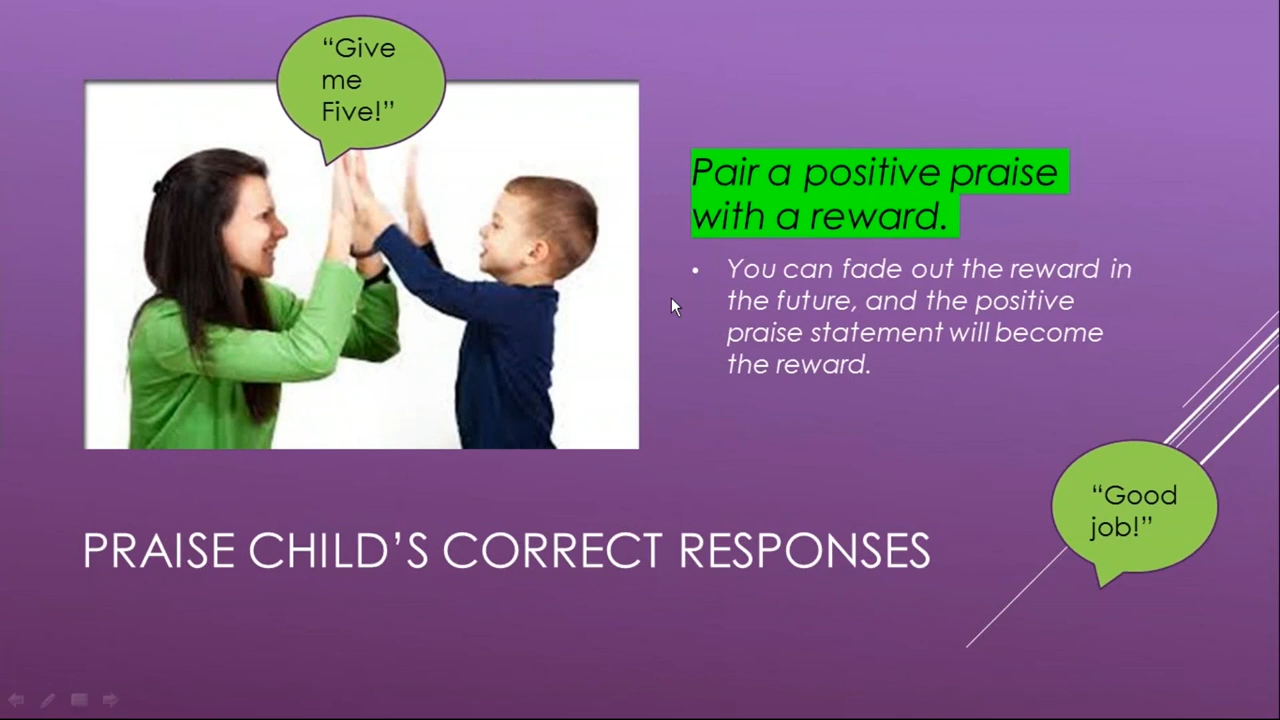 “Give
me
Five!”
Pair a positive praise
with a reward.
• You can fade out the reward in
the future, and the positive
praise statement will become
the reward.
“Good
job!”
PRAISE CHILD’S CORRECT RESPONSES